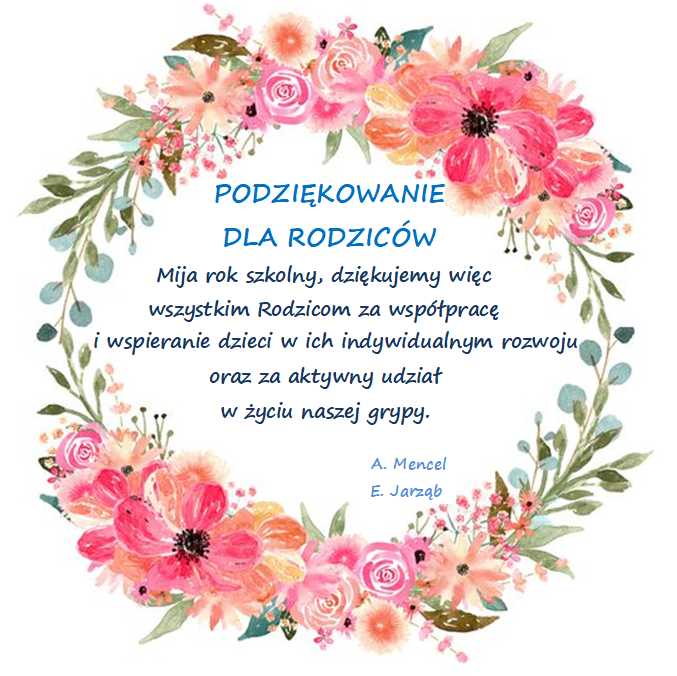 PODZIĘKOWANIE
DLA RODZICÓW
Mija rok szkolny, dziękujemy więc
wszystkim Rodzicom za współpracę
i wspieranie dzieci w ich indywidualnym rozwoju
oraz za aktywny udział
w życiu naszej grypy.
A. Mencel
E. Jarząb